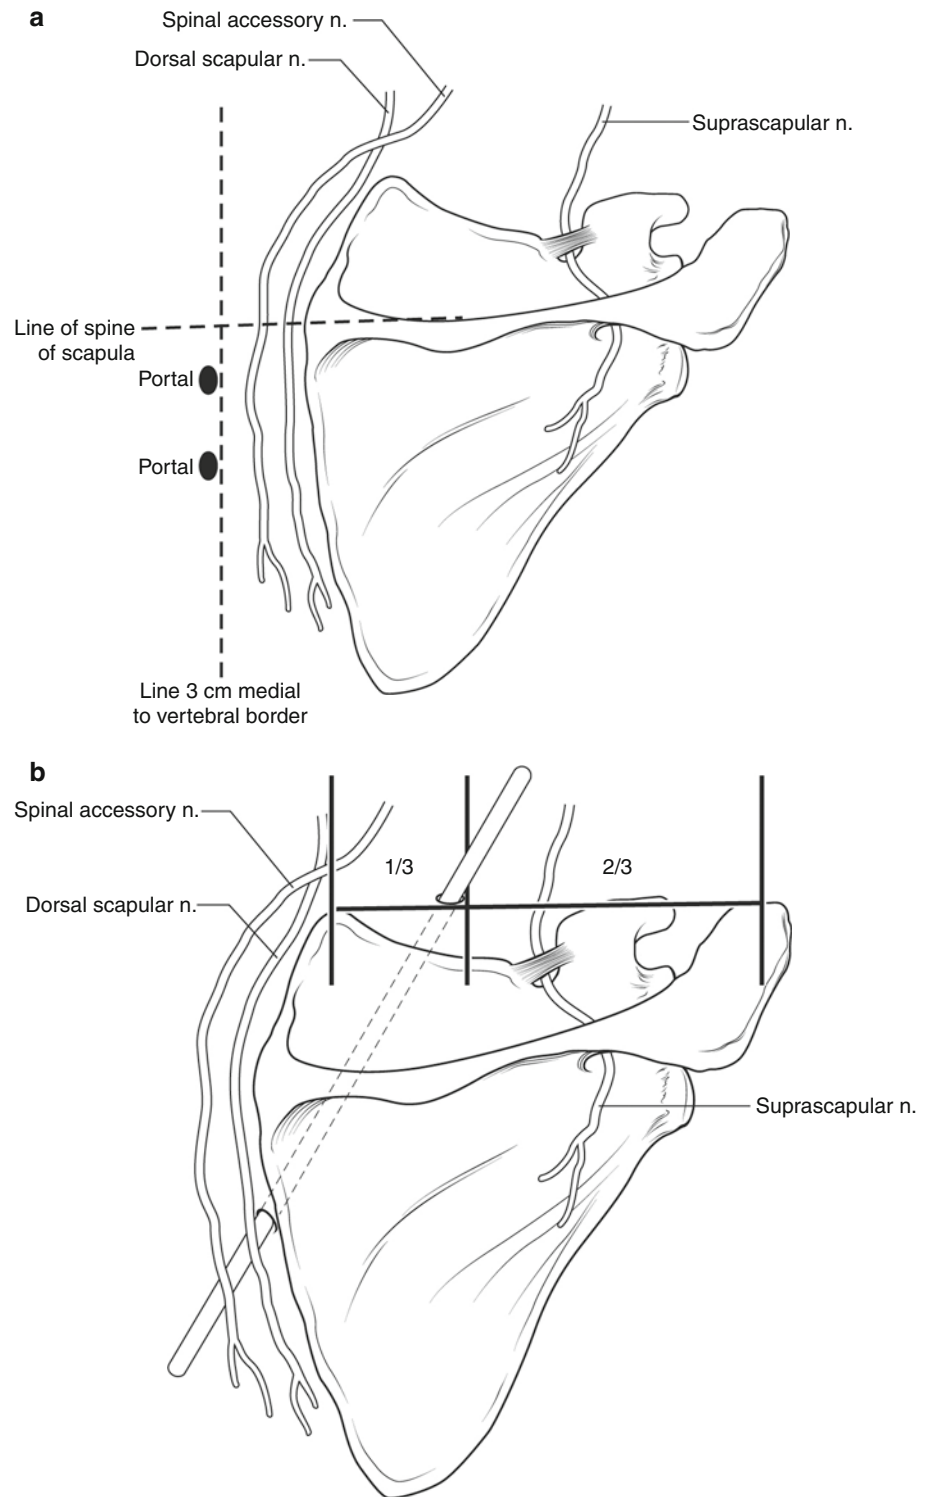 a
Spinal accessory n.
Dorsal scapular n.
Suprascapular n.
Line of spine
of scapula
Portal
Portal
Line 3 cm medial
to vertebral border
b
Spinal accessory n.
1/3
2/3
Dorsal scapular n.
Suprascapular n.